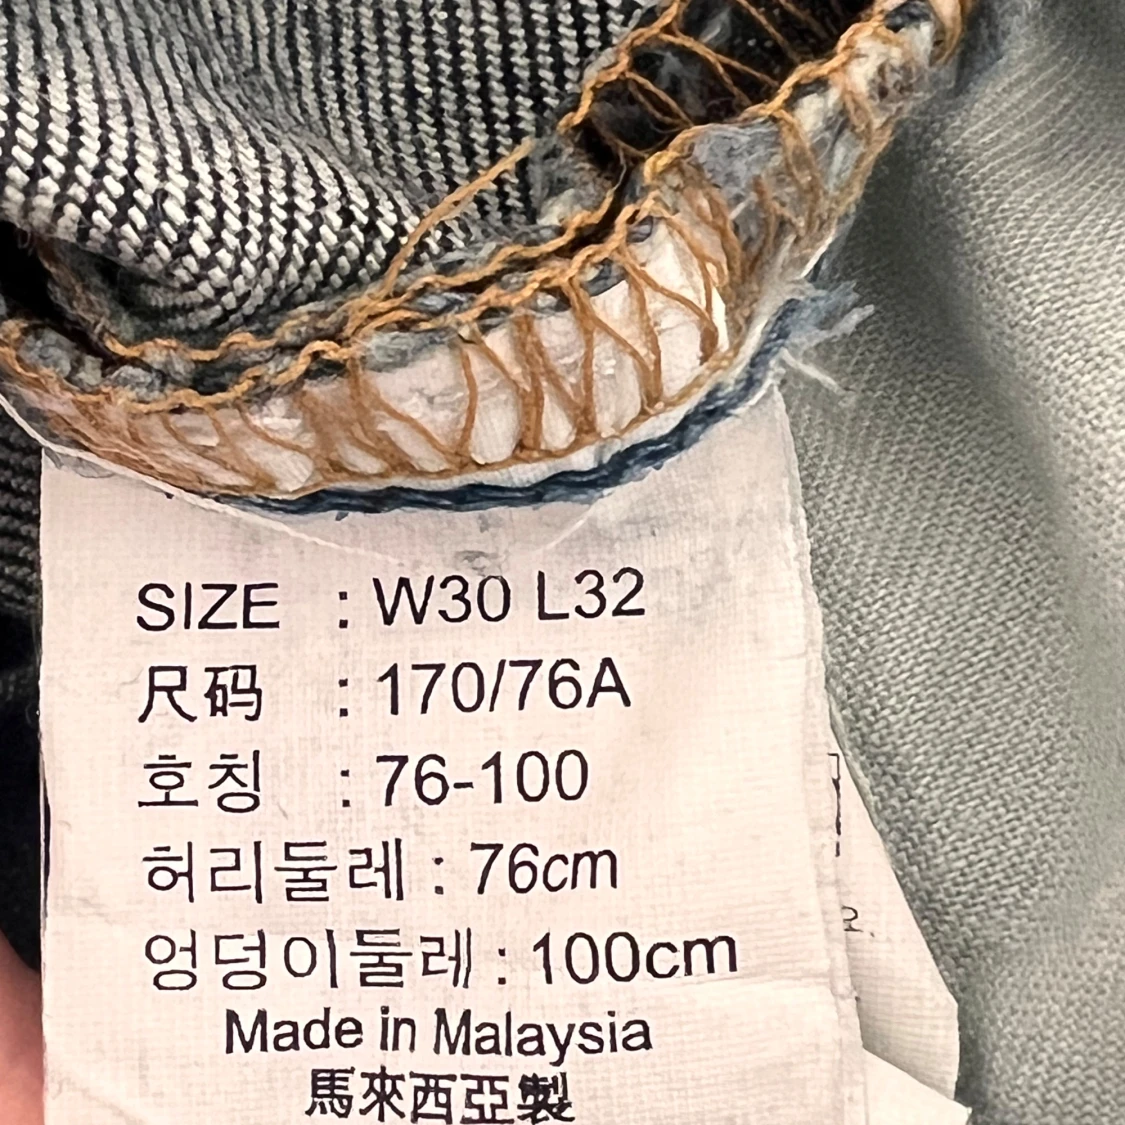 SIZE : W30 L32
尺码 : 170/76A
호칭 : 76-100
허리둘레 : 76cm
엉덩이둘레 : 100cm
Made in Malaysia
馬來西亞製